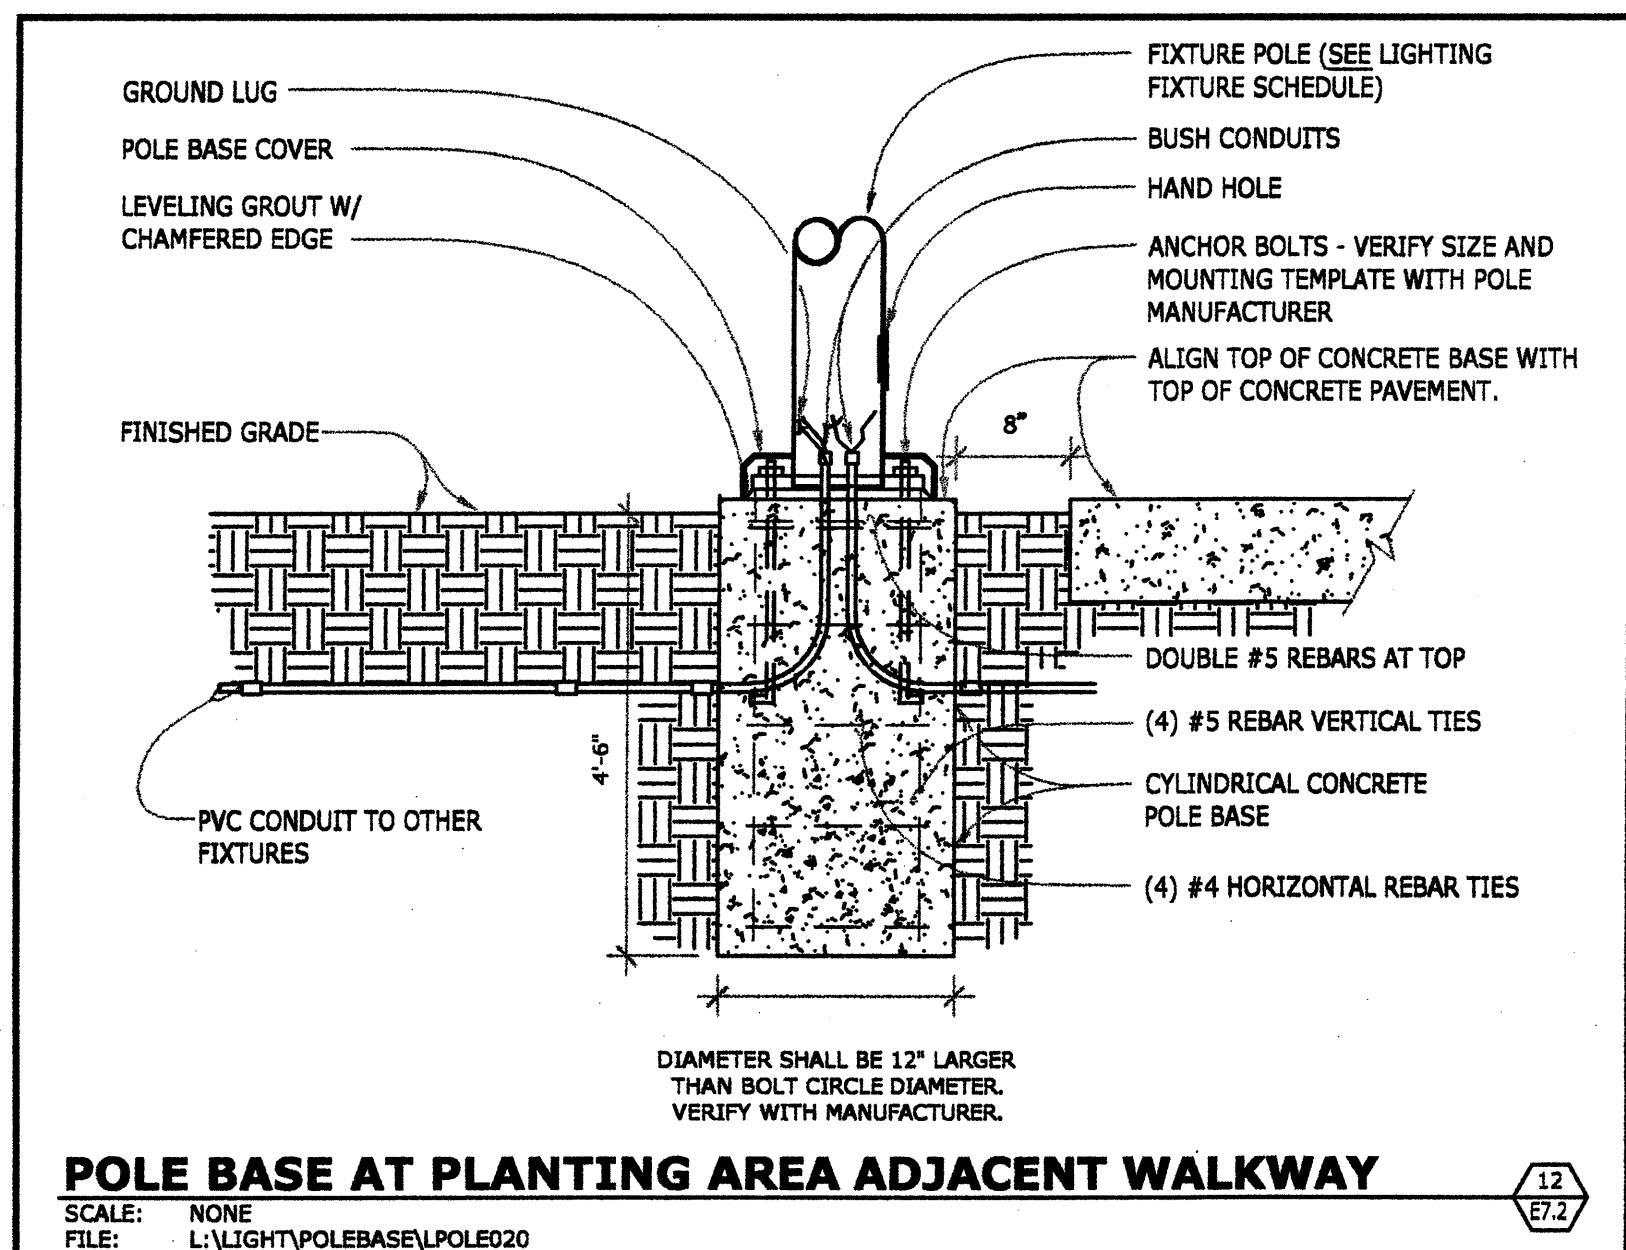 GROUND LUG
POLE BASE COVER
LEVELING GROUT W/
CHAMFERED EDGE
FINISHED GRADE
PVC CONDUIT TO OTHER
FIXTURES
4'-6"
8"
FIXTURE POLE (SEE LIGHTING
FIXTURE SCHEDULE)
BUSH CONDUITS
HAND HOLE
ANCHOR BOLTS - VERIFY SIZE AND
MOUNTING TEMPLATE WITH POLE
MANUFACTURER
ALIGN TOP OF CONCRETE BASE WITH
TOP OF CONCRETE PAVEMENT.
DOUBLE #5 REBARS AT TOP
(4) #5 REBAR VERTICAL TIES
CYLINDRICAL CONCRETE
POLE BASE
(4) #4 HORIZONTAL REBAR TIES
DIAMETER SHALL BE 12" LARGER
THAN BOLT CIRCLE DIAMETER.
VERIFY WITH MANUFACTURER.
POLE BASE AT PLANTING AREA ADJACENT WALKWAY
12
E7.2
SCALE: NONE
FILE: L:\LIGHT\POLEBASE\LPOLE020